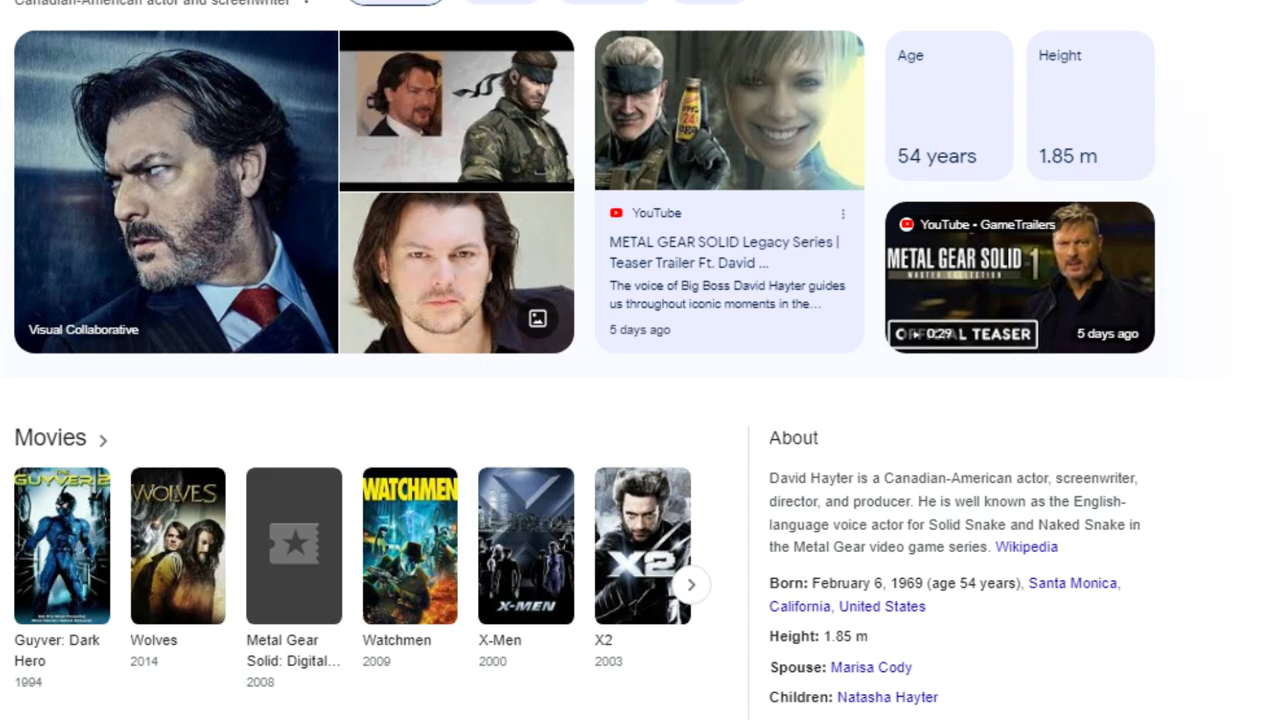 Canadian-American actor and screenwriter
Visual Collaborative
YouTube
METAL GEAR SOLID Legacy Series |
Teaser Trailer Ft. David ...
The voice of Big Boss David Hayter guides
us throughout iconic moments in the...
5 days ago
Age
54 years
Height
1.85 m
YouTube • GameTrailers
METAL GEAR SOLID 1
MASTER COLLECTION
OFFICIAL TEASER
0:29
5 days ago
Movies
THE
GUYVER 2
WOLVES
WATCHMEN
X-MEN
X2
Guyver: Dark
Hero
1994
Wolves
2014
Metal Gear
Solid: Digital...
2008
Watchmen
2009
X-Men
2000
X2
2003
About
David Hayter is a Canadian-American actor, screenwriter,
director, and producer. He is well known as the English-
language voice actor for Solid Snake and Naked Snake in
the Metal Gear video game series. Wikipedia
Born: February 6, 1969 (age 54 years), Santa Monica,
California, United States
Height: 1.85 m
Spouse: Marisa Cody
Children: Natasha Hayter